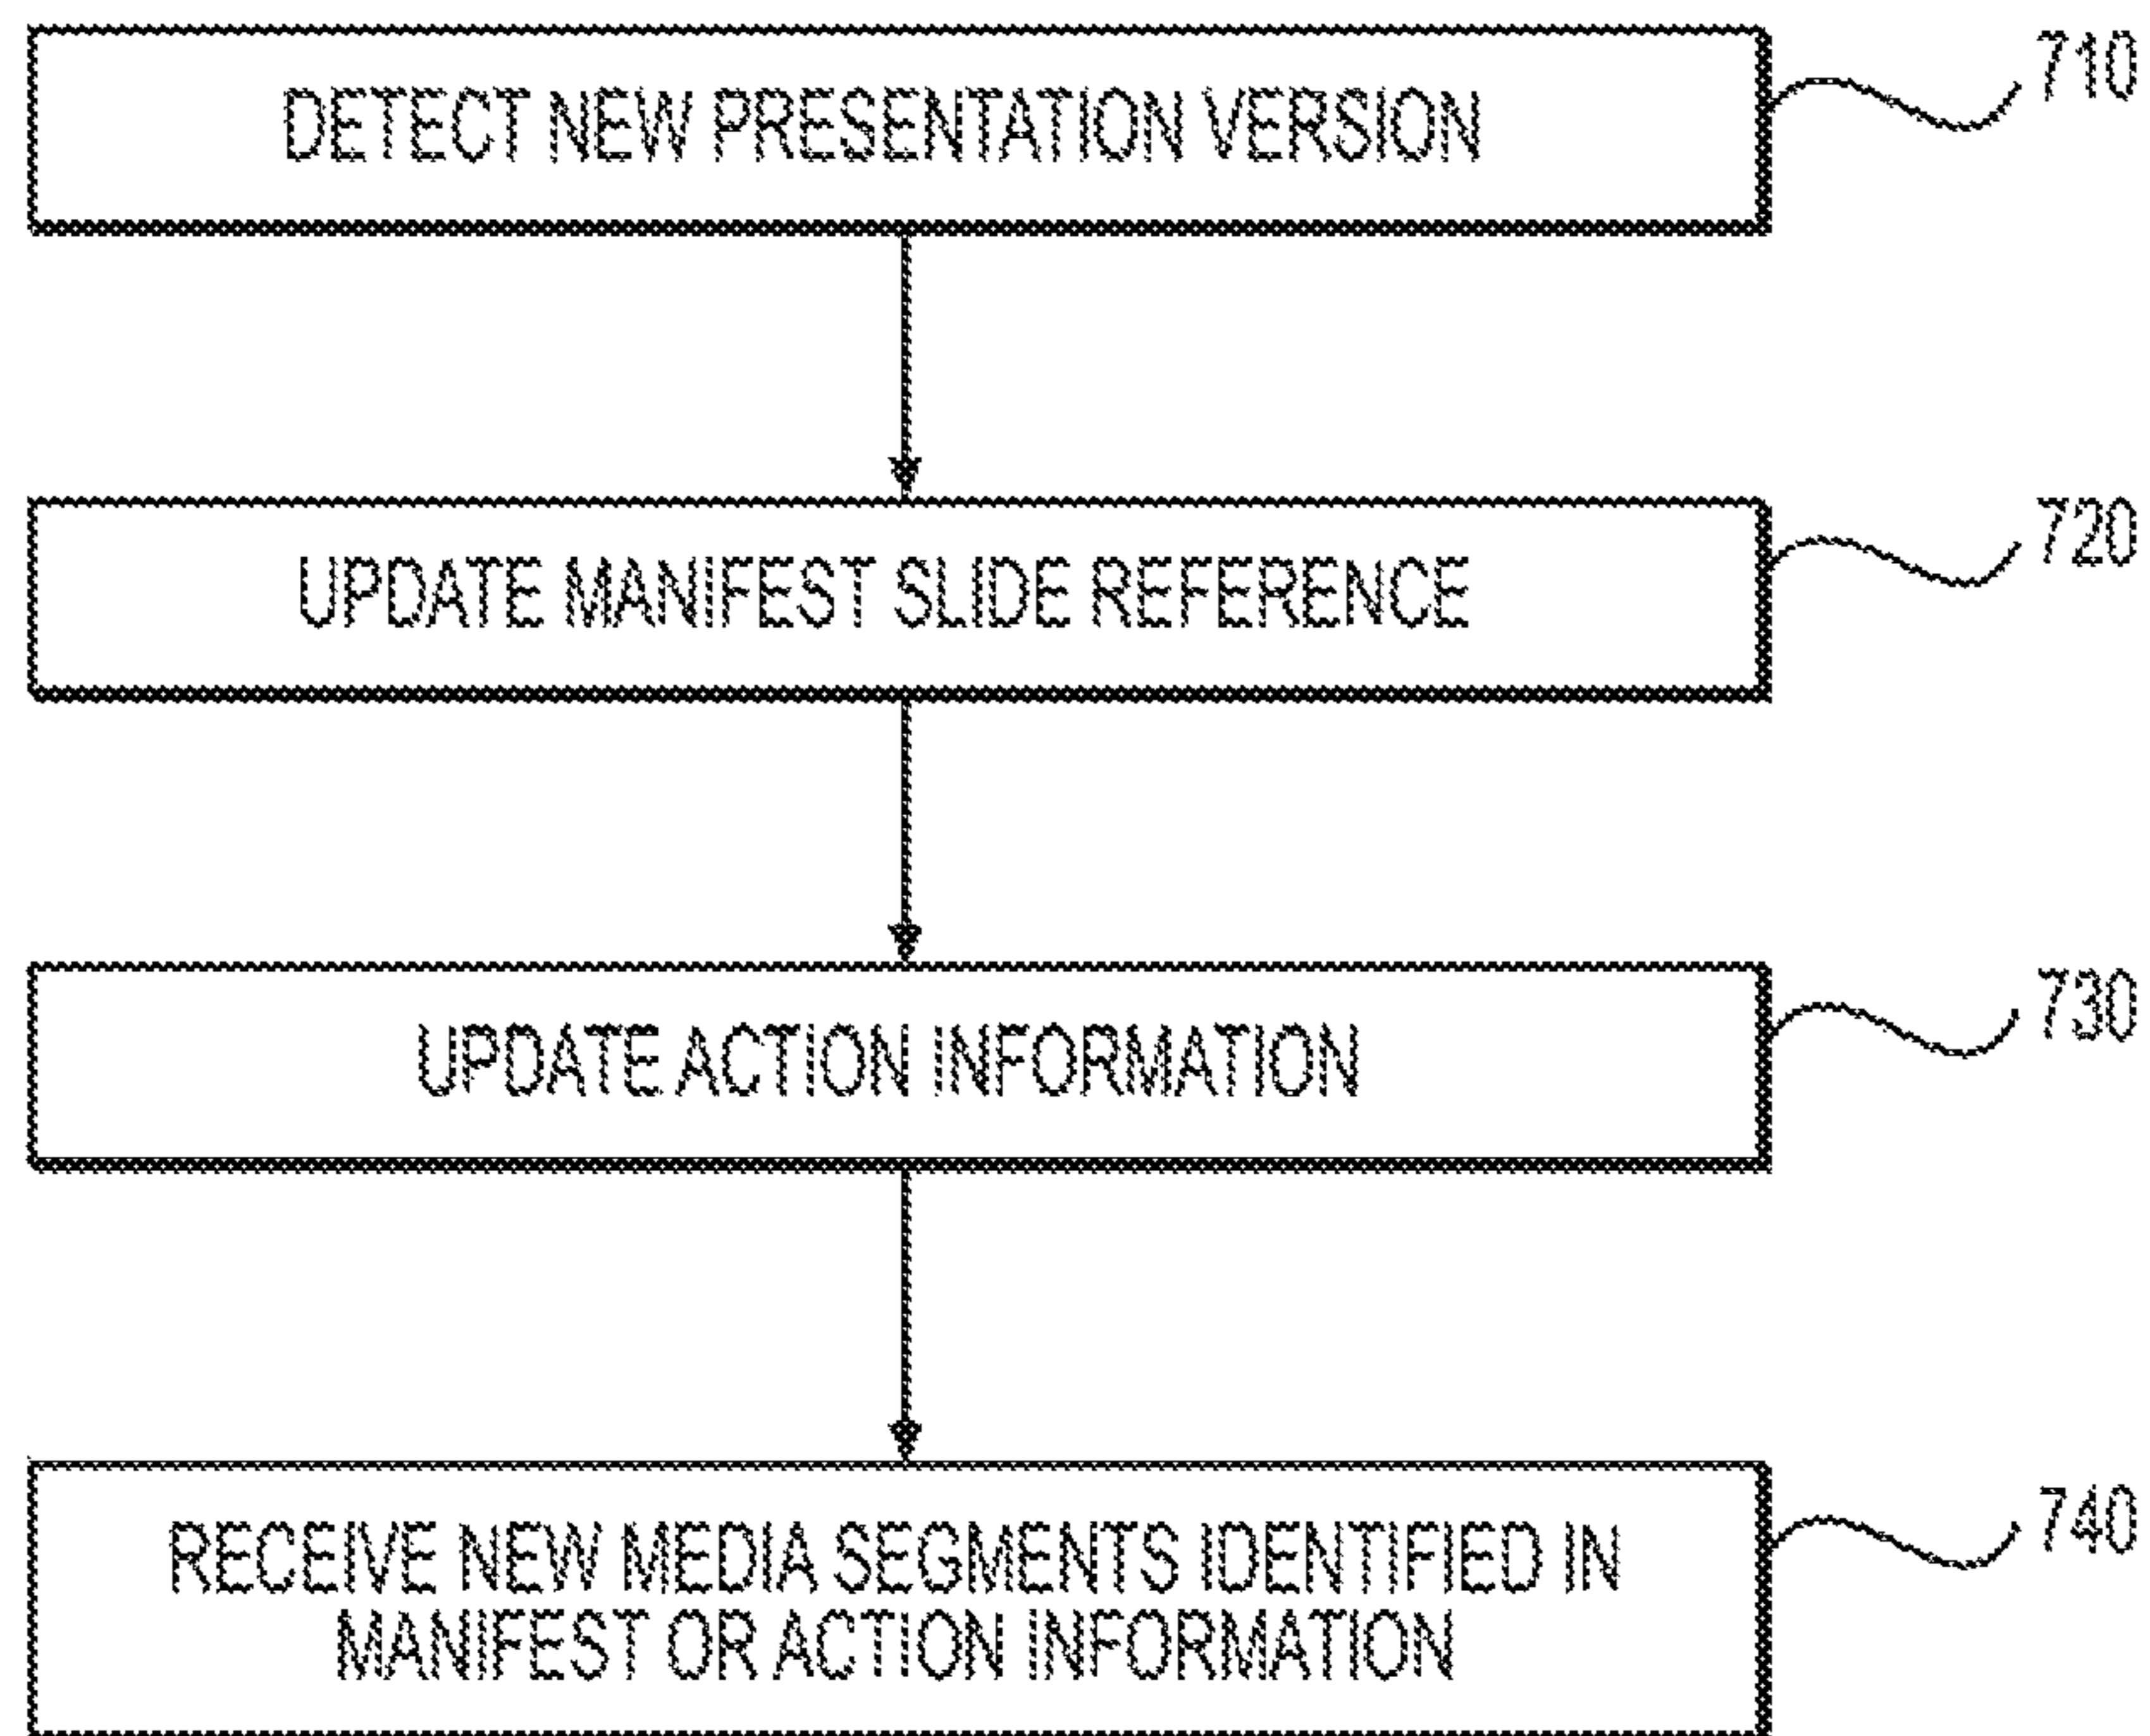 DETECT NEW PRESENTATION VERSION
710
UPDATE MANIFEST SLIDE REFERENCE
720
UPDATE ACTION INFORMATION
730
RECEIVE NEW MEDIA SEGMENTS IDENTIFIED IN
MANIFEST OR ACTION INFORMATION
740